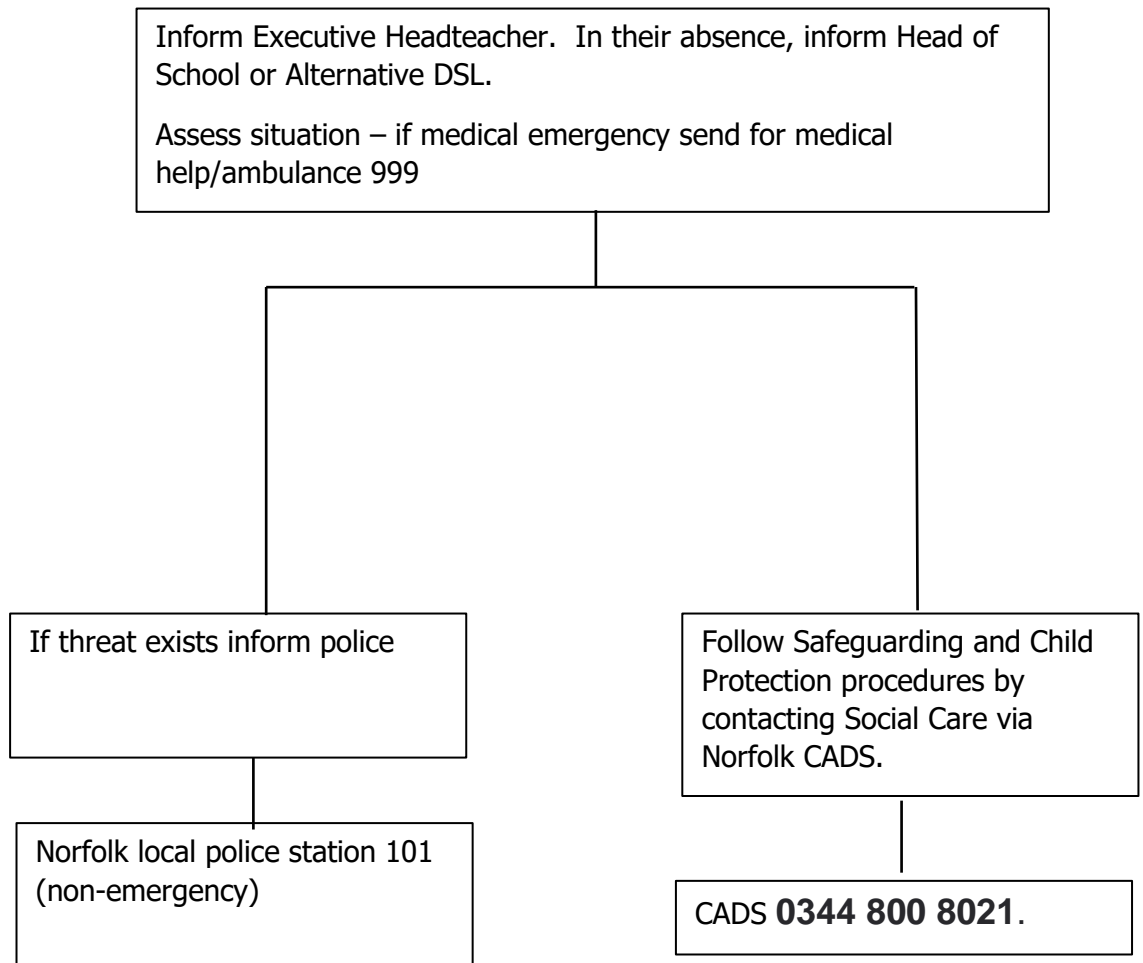 Inform Executive Headteacher.  In their absence, inform Head of
School or Alternative DSL.
Assess situation – if medical emergency send for medical
help/ambulance 999
If threat exists inform police
Follow Safeguarding and Child
Protection procedures by
contacting Social Care via
Norfolk CADS.
Norfolk local police station 101
(non-emergency)
CADS 0344 800 8021.